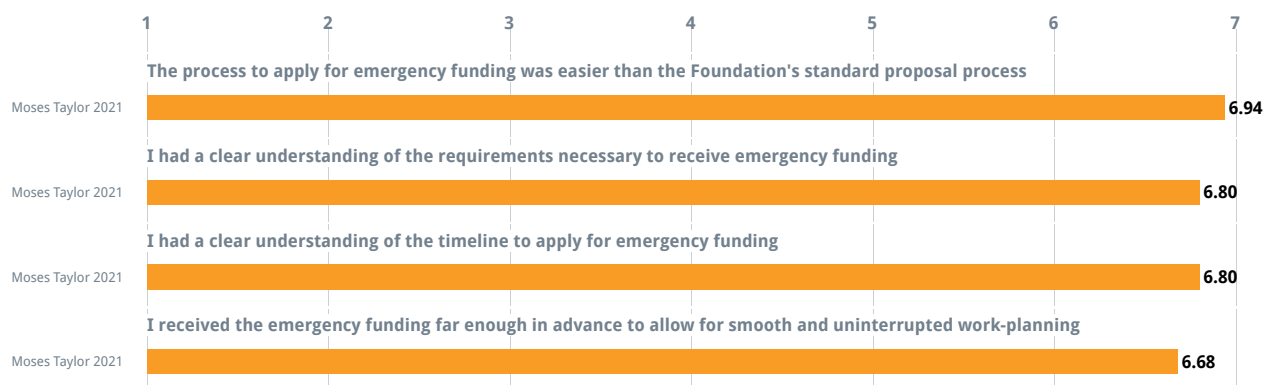 1 2 3 4 5 6 7
The process to apply for emergency funding was easier than the Foundation's standard proposal process
Moses Taylor 2021 6.94
I had a clear understanding of the requirements necessary to receive emergency funding
Moses Taylor 2021 6.80
I had a clear understanding of the timeline to apply for emergency funding
Moses Taylor 2021 6.80
I received the emergency funding far enough in advance to allow for smooth and uninterrupted work-planning
Moses Taylor 2021 6.68